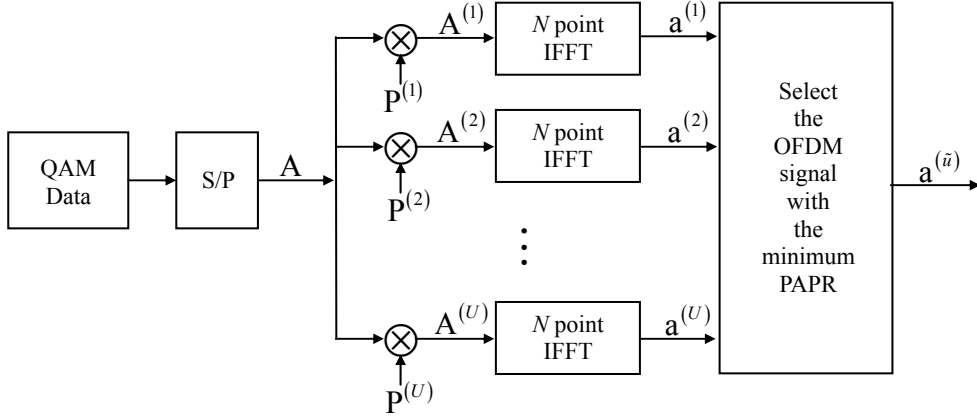 QAM
Data
S/P
A
A^(1)
P^(1)
N point
IFFT
a^(1)
A^(2)
P^(2)
N point
IFFT
a^(2)
A^(U)
P^(U)
N point
IFFT
a^(U)
Select
the
OFDM
signal
with
the
minimum
PAPR
a^(ũ)